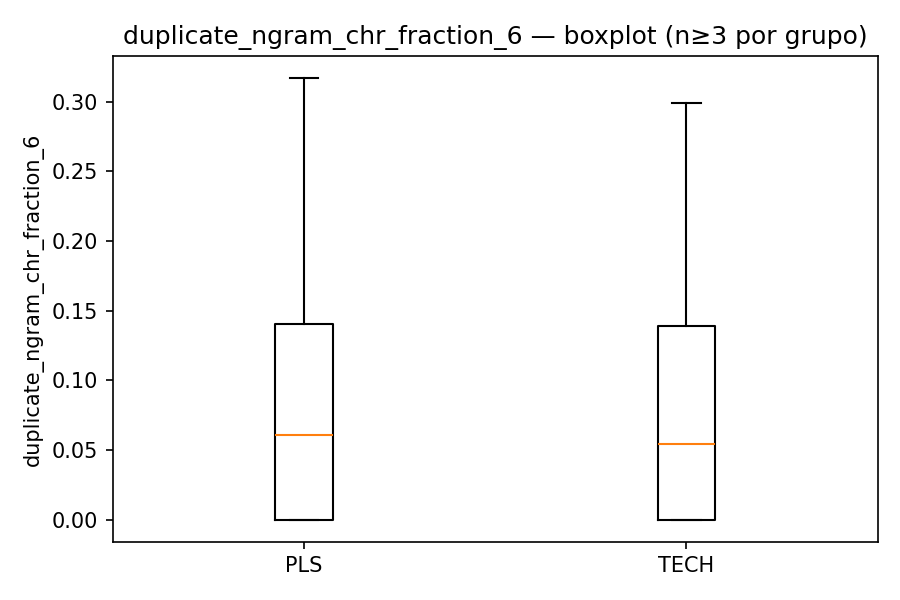 duplicate_ngram_chr_fraction_6 — boxplot (n≥3 por grupo)
duplicate_ngram_chr_fraction_6
0.30
0.25
0.20
0.15
0.10
0.05
0.00
PLS TECH